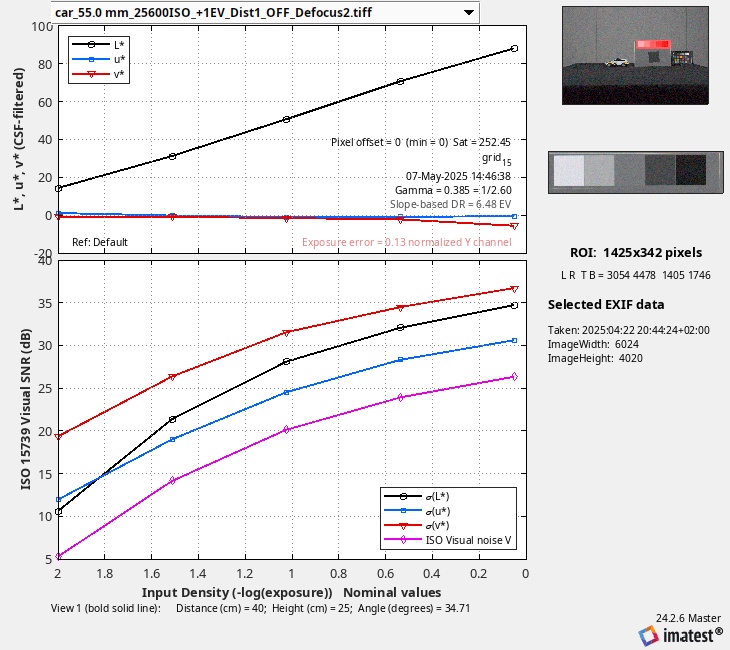 car_55.0 mm_25600ISO_+1EV_Dist1_OFF_Defocus2.tiff
L*, u*, v* (CSF-filtered)
100
80
60
40
20
0
-20
L*
u*
v*
Pixel offset = 0 (min = 0) Sat = 252.45
grid15
07-May-2025 14:46:38
Gamma = 0.385 = 1/2.60
Slope-based DR = 6.48 EV
Ref: Default
Exposure error = 0.13 normalized Y channel
ISO 15739 Visual SNR (dB)
40
35
30
25
20
15
10
5
σ(L*)
σ(u*)
σ(v*)
ISO Visual noise V
2 1.8 1.6 1.4 1.2 1 0.8 0.6 0.4 0.2 0
Input Density (-log(exposure)) Nominal values
View 1 (bold solid line): Distance (cm) = 40; Height (cm) = 25; Angle (degrees) = 34.71
ROI: 1425x342 pixels
L R T B = 3054 4478 1405 1746
Selected EXIF data
Taken: 2025:04:22 20:44:24+02:00
ImageWidth: 6024
ImageHeight: 4020
24.2.6 Master
imatest®